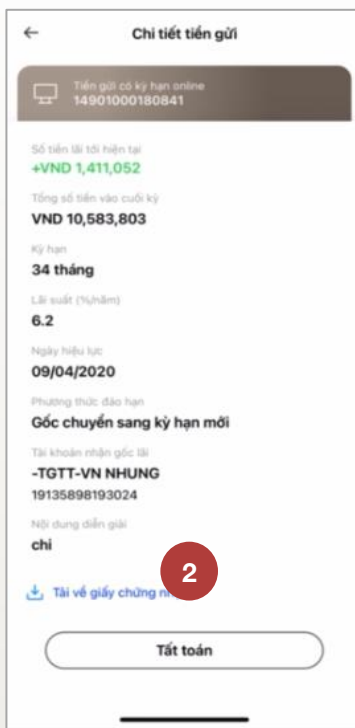 Chi tiết tiền gửi
Tiền gửi có kỳ hạn online
14901000180841
Số tiền lãi tới hiện tại
+VND 1,411,052
Tổng số tiền vào cuối kỳ
VND 10,583,803
Kỳ hạn
34 tháng
Lãi suất (%/năm)
6.2
Ngày hiệu lực
09/04/2020
Phương thức đáo hạn
Gốc chuyển sang kỳ hạn mới
Tài khoản nhận gốc lãi
-TGTT-VN NHUNG
19135898193024
Nội dung diễn giải
chi
2
Tải về giấy chứng
Tất toán